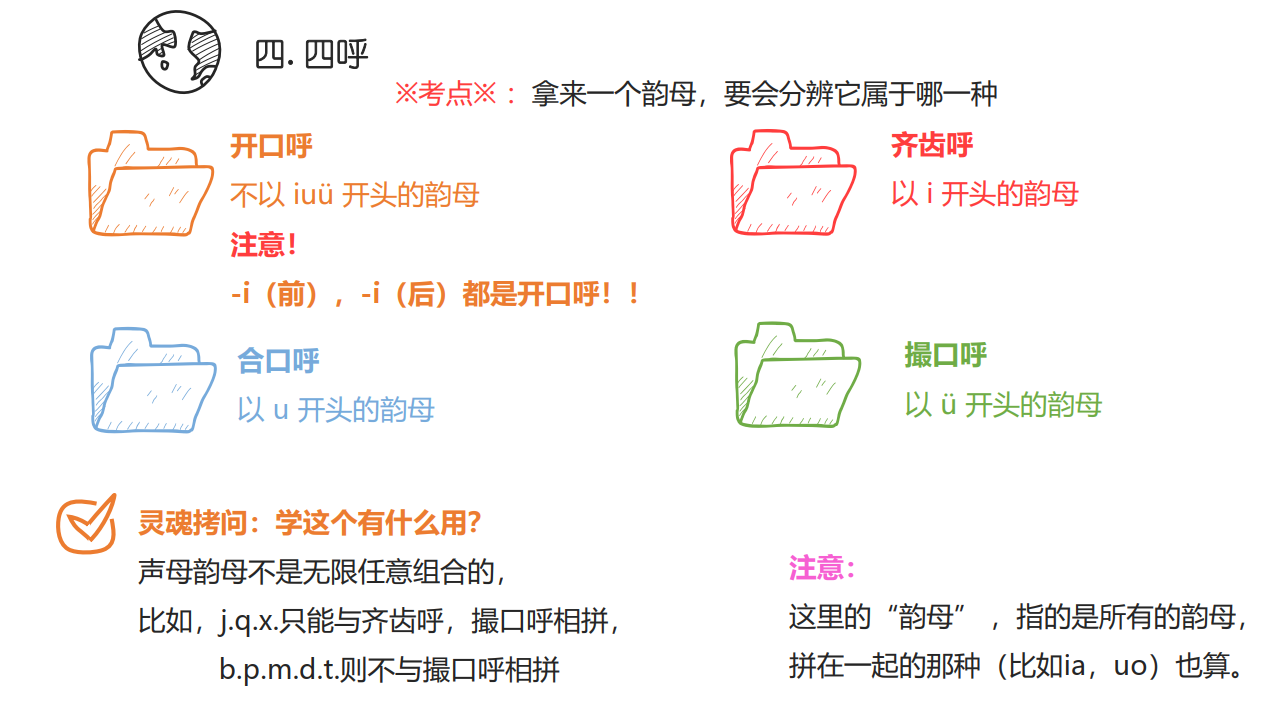 四. 四呼
※考点※ ：拿来一个韵母，要会分辨它属于哪一种
开口呼
不以 iuü 开头的韵母
注意！
-i（前），-i（后）都是开口呼！！
齐齿呼
以 i 开头的韵母
合口呼
以 u 开头的韵母
撮口呼
以 ü 开头的韵母
灵魂拷问：学这个有什么用？
声母韵母不是无限任意组合的，
比如，j.q.x.只能与齐齿呼，撮口呼相拼，
b.p.m.d.t.则不与撮口呼相拼
注意：
这里的“韵母” ，指的是所有的韵母，
拼在一起的那种（比如ia，uo）也算。